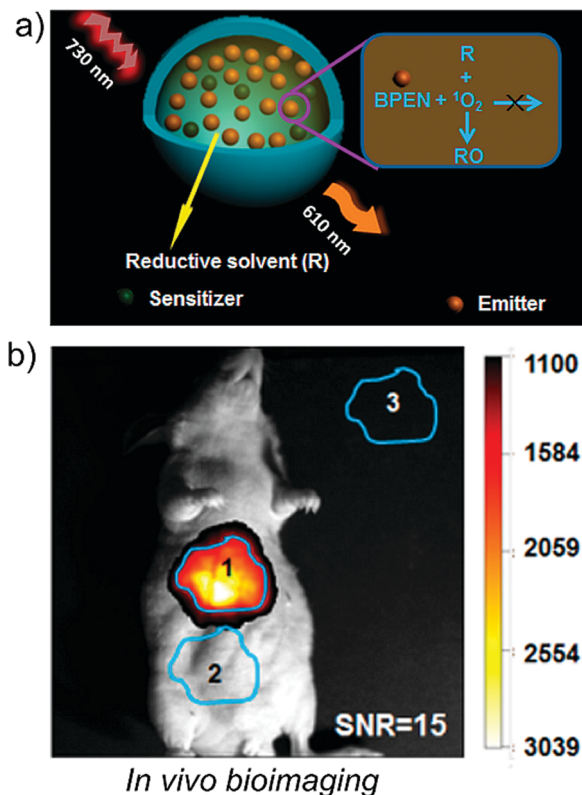 a)
730 nm
R
+
BPEN + ¹O₂
RO
610 nm
Reductive solvent (R)
Sensitizer
Emitter
b)
1
2
3
SNR=15
1100
1584
2059
2554
3039
In vivo bioimaging